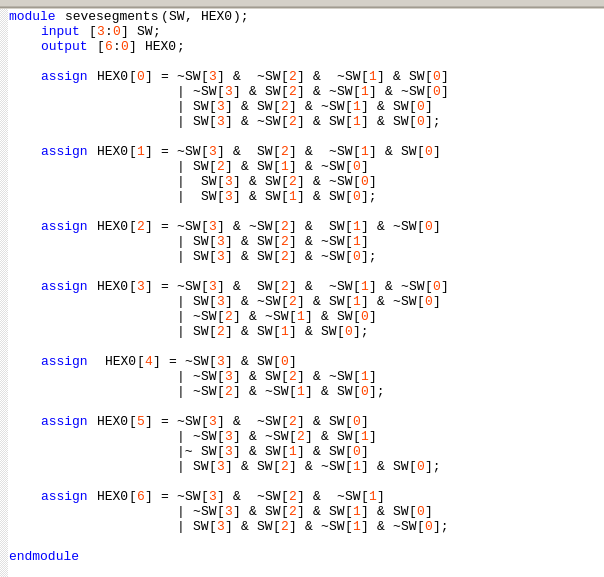 module sevesegments(SW, HEX0);
    input [3:0] SW;
    output [6:0] HEX0;

    assign HEX0[0] = ~SW[3] &  ~SW[2] &  ~SW[1] & SW[0]
                     | ~SW[3] & SW[2] & ~SW[1] & ~SW[0]
                     | SW[3] & SW[2] & ~SW[1] & SW[0]
                     | SW[3] & ~SW[2] & SW[1] & SW[0];

    assign HEX0[1] = ~SW[3] &  SW[2] &  ~SW[1] & SW[0]
                     | SW[2] & SW[1] & ~SW[0]
                     |  SW[3] & SW[2] & ~SW[0]
                     |  SW[3] & SW[1] & SW[0];

    assign HEX0[2] = ~SW[3] & ~SW[2] &  SW[1] & ~SW[0]
                     | SW[3] & SW[2] & ~SW[1]
                     | SW[3] & SW[2] & ~SW[0];

    assign HEX0[3] = ~SW[3] &  SW[2] &  ~SW[1] & ~SW[0]
                     | SW[3] & ~SW[2] & SW[1] & ~SW[0]
                     | ~SW[2] & ~SW[1] & SW[0]
                     | SW[2] & SW[1] & SW[0];

    assign  HEX0[4] = ~SW[3] & SW[0]
                     | ~SW[3] & SW[2] & ~SW[1]
                     | ~SW[2] & ~SW[1] & SW[0];

    assign HEX0[5] = ~SW[3] &  ~SW[2] & SW[0]
                     | ~SW[3] & ~SW[2] & SW[1]
                     |~ SW[3] & SW[1] & SW[0]
                     | SW[3] & SW[2] & ~SW[1] & SW[0];

    assign HEX0[6] = ~SW[3] &  ~SW[2] &  ~SW[1]
                     | ~SW[3] & SW[2] & SW[1] & SW[0]
                     | SW[3] & SW[2] & ~SW[1] & ~SW[0];

endmodule